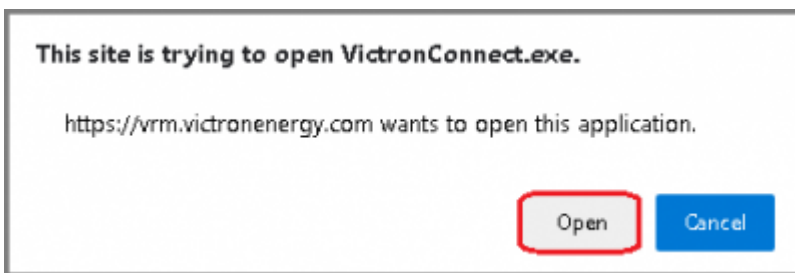 This site is trying to open VictronConnect.exe.
https://vrm.victronenergy.com wants to open this application.
Open Cancel